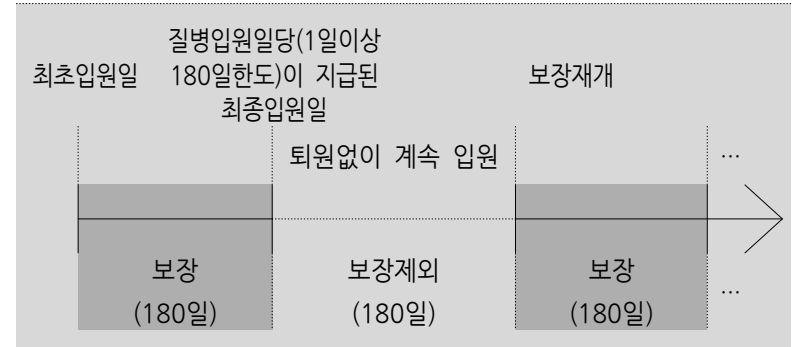 질병입원일당(1일이상
최초입원일 180일한도)이 지급된 보장재개
최종입원일
퇴원없이 계속 입원 …
보장 보장제외 보장 …
(180일) (180일) (180일)